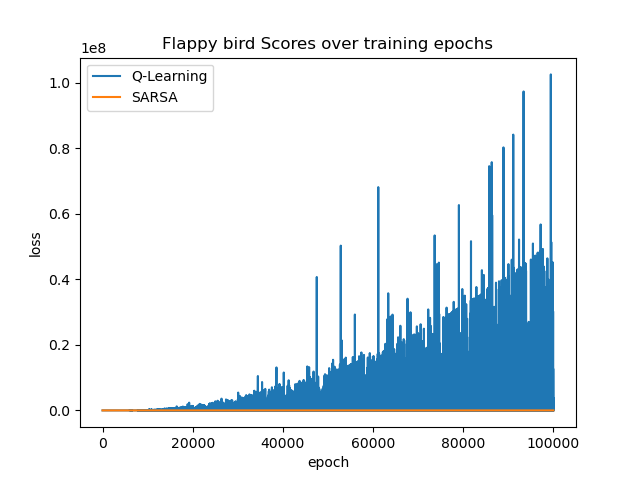 Flappy bird Scores over training epochs
1e8
Q-Learning
SARSA
1.0
0.8
0.6
0.4
0.2
0.0
loss
0 20000 40000 60000 80000 100000
epoch